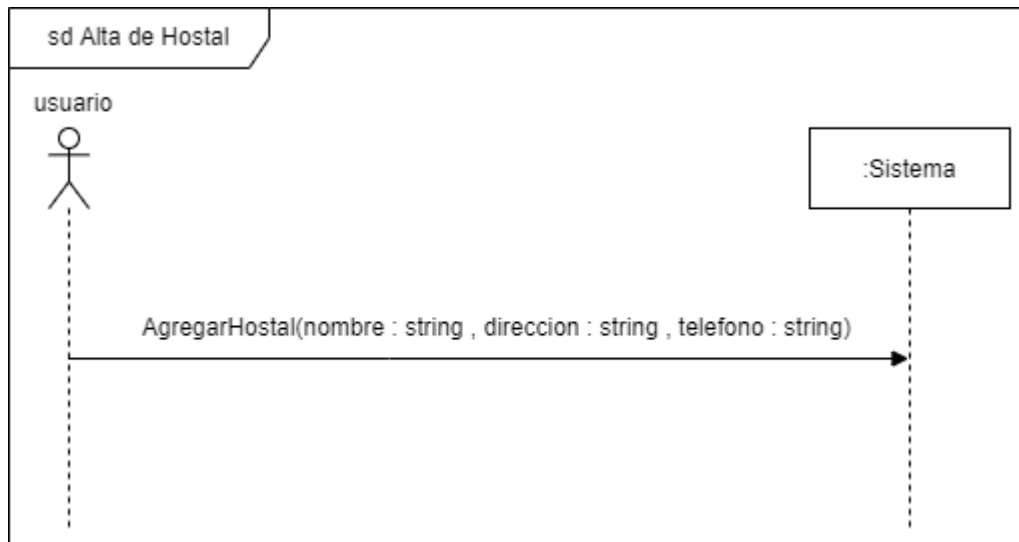 sd Alta de Hostal
usuario
:Sistema
AgregarHostal(nombre : string , direccion : string , telefono : string)